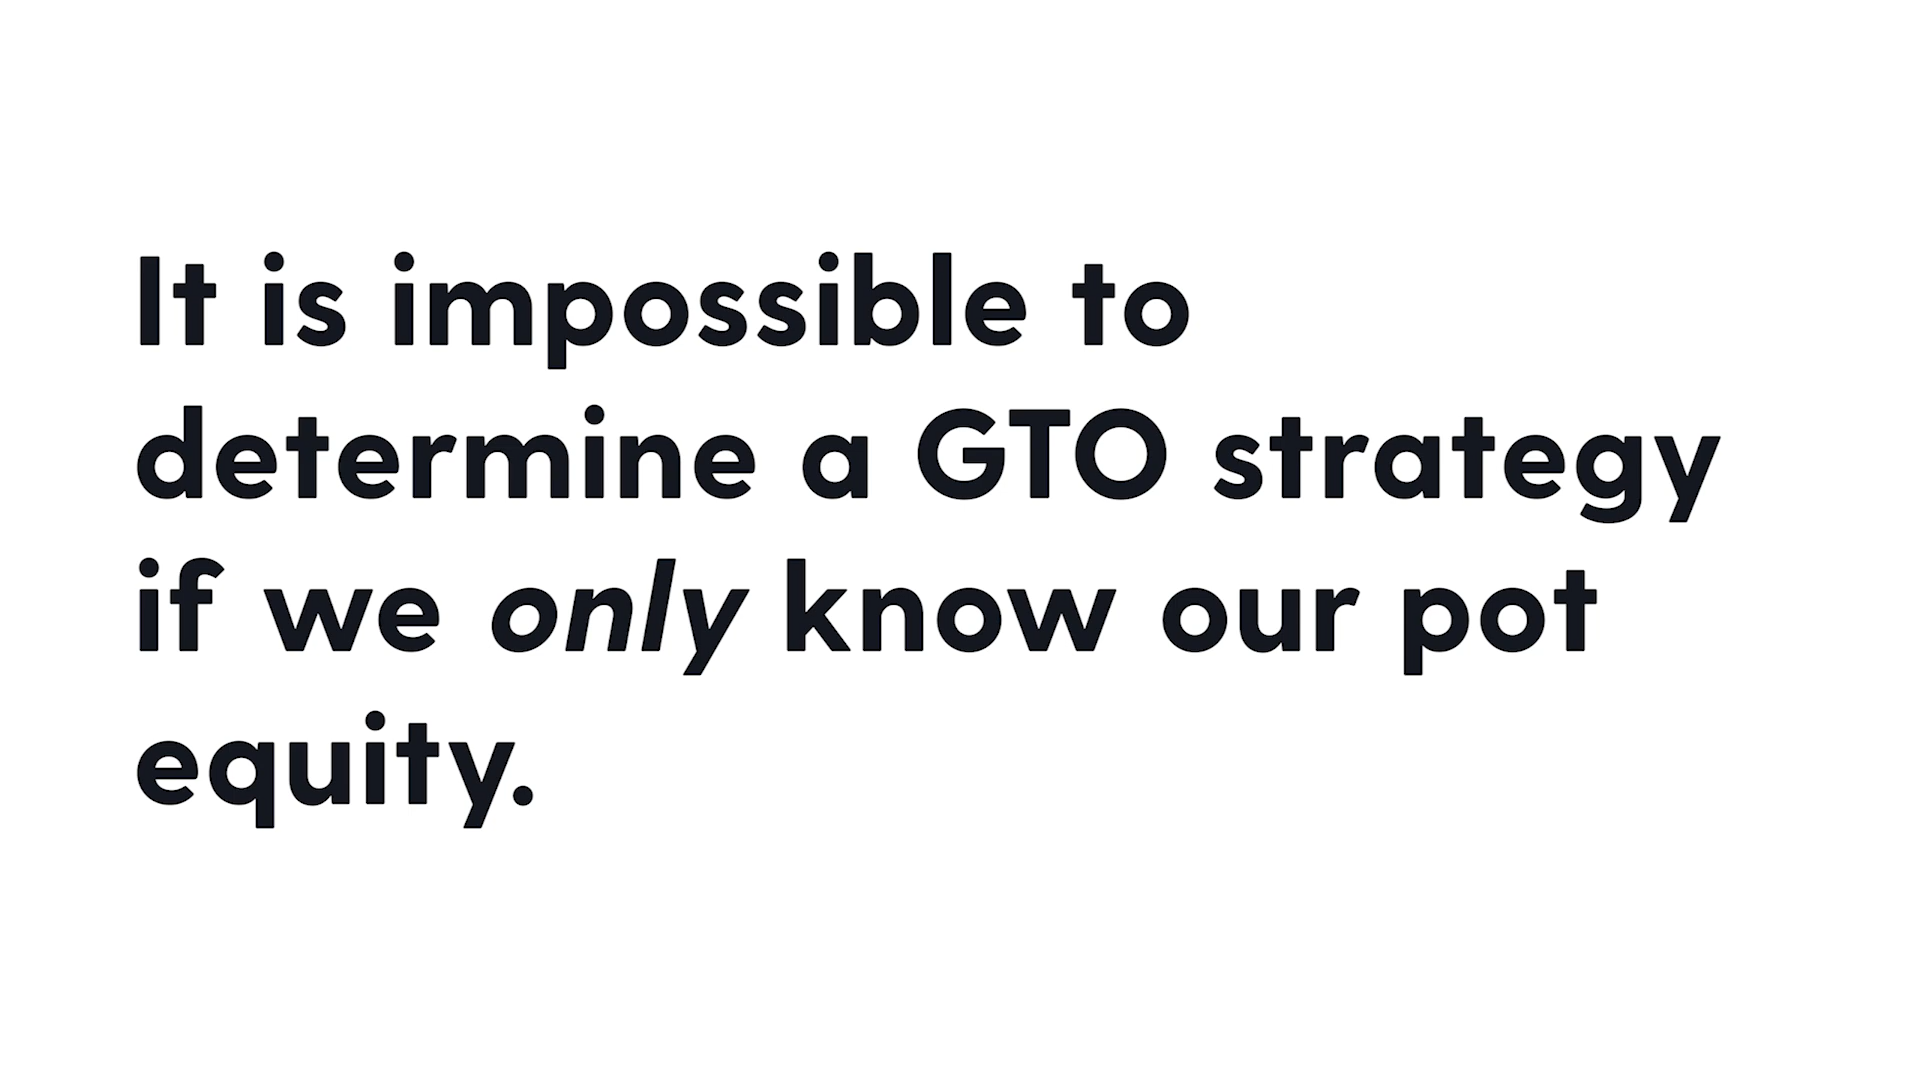 It is impossible to
determine a GTO strategy
if we only know our pot
equity.